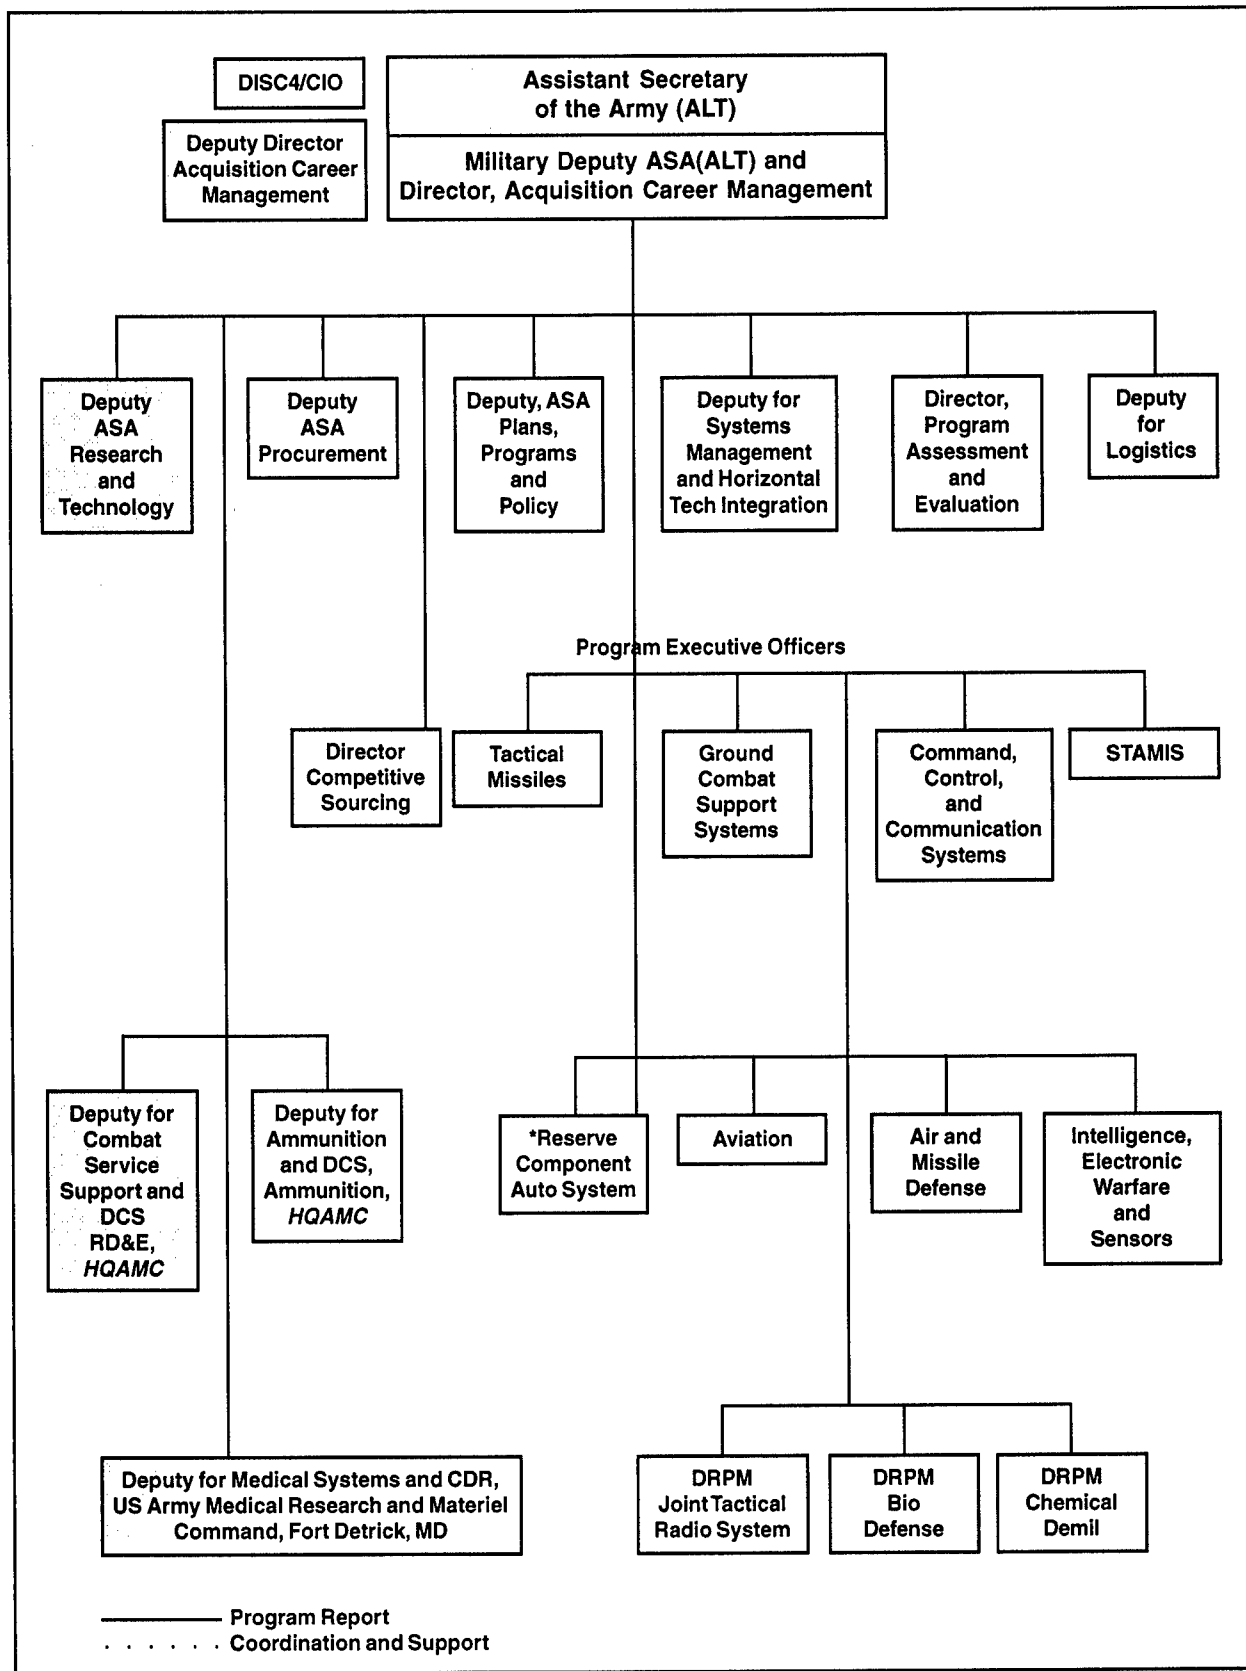 DISC4/CIO
Assistant Secretary
of the Army (ALT)
Deputy Director
Acquisition Career
Management
Military Deputy ASA(ALT) and
Director, Acquisition Career Management
Deputy
ASA
Research
and
Technology
Deputy
ASA
Procurement
Deputy, ASA
Plans,
Programs
and
Policy
Deputy for
Systems
Management
and Horizontal
Tech Integration
Director,
Program
Assessment
and
Evaluation
Deputy
for
Logistics
Program Executive Officers
Director
Competitive
Sourcing
Tactical
Missiles
Ground
Combat
Support
Systems
Command,
Control,
and
Communication
Systems
STAMIS
Deputy for
Combat
Service
Support and
DCS
RD&E,
HQAMC
Deputy for
Ammunition
and DCS,
Ammunition,
HQAMC
*Reserve
Component
Auto System
Aviation
Air and
Missile
Defense
Intelligence,
Electronic
Warfare
and
Sensors
Deputy for Medical Systems and CDR,
US Army Medical Research and Materiel
Command, Fort Detrick, MD
DRPM
Joint Tactical
Radio System
DRPM
Bio
Defense
DRPM
Chemical
Demil
Program Report
Coordination and Support